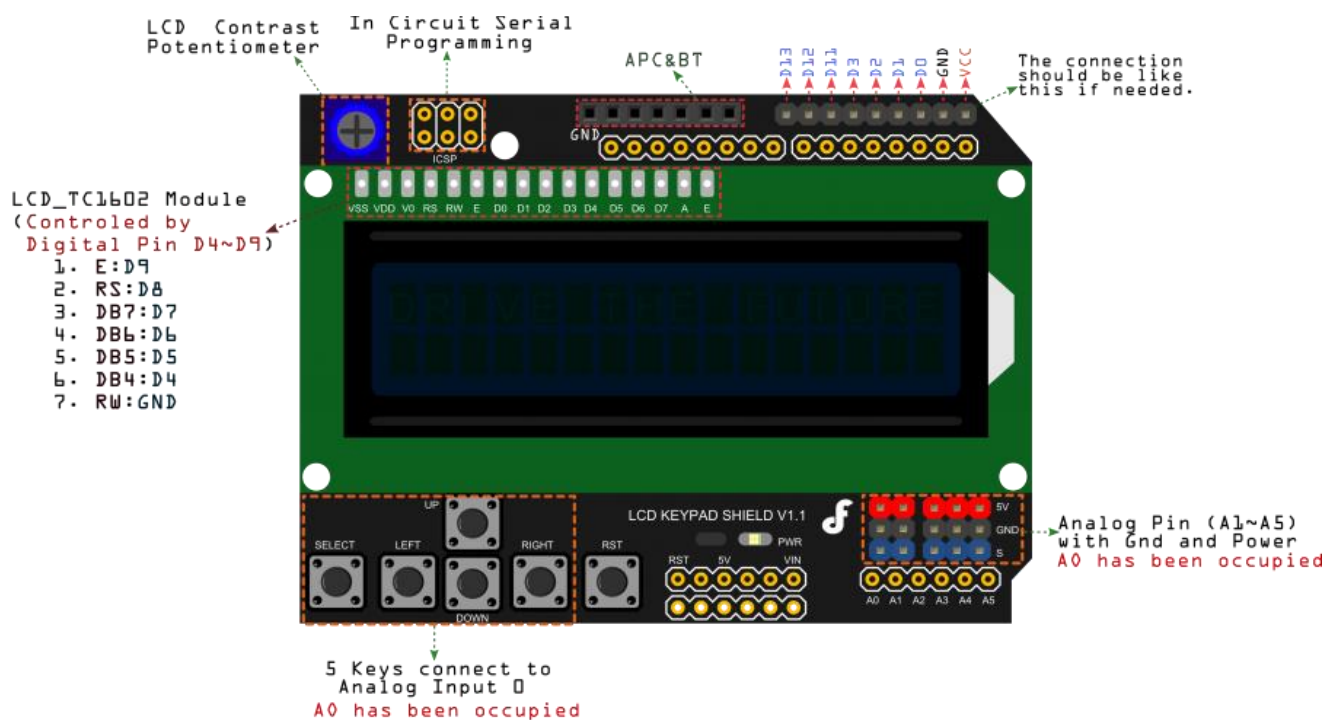 LCD Contrast
Potentiometer
In Circuit Serial
Programming
APC&BT
D13
D12
D11
D3
D2
D1
D0
GND
VCC
The connection
should be like
this if needed.
ICSP
GND
LCD_TC1602 Module
(Controled by
Digital Pin D4~D9)
1. E:D9
2. RS:D8
3. DB7:D7
4. DB6:D6
5. DB5:D5
6. DB4:D4
7. RW:GND
VSS VDD V0 RS RW E D0 D1 D2 D3 D4 D5 D6 D7 A E
DRIVE THE FUTURE
UP
SELECT
LEFT
RIGHT
RST
DOWN
LCD KEYPAD SHIELD V1.1
PWR
RST 5V VIN
5V
GND
S
A0 A1 A2 A3 A4 A5
Analog Pin (A1~A5)
with Gnd and Power
A0 has been occupied
5 Keys connect to
Analog Input 0
A0 has been occupied